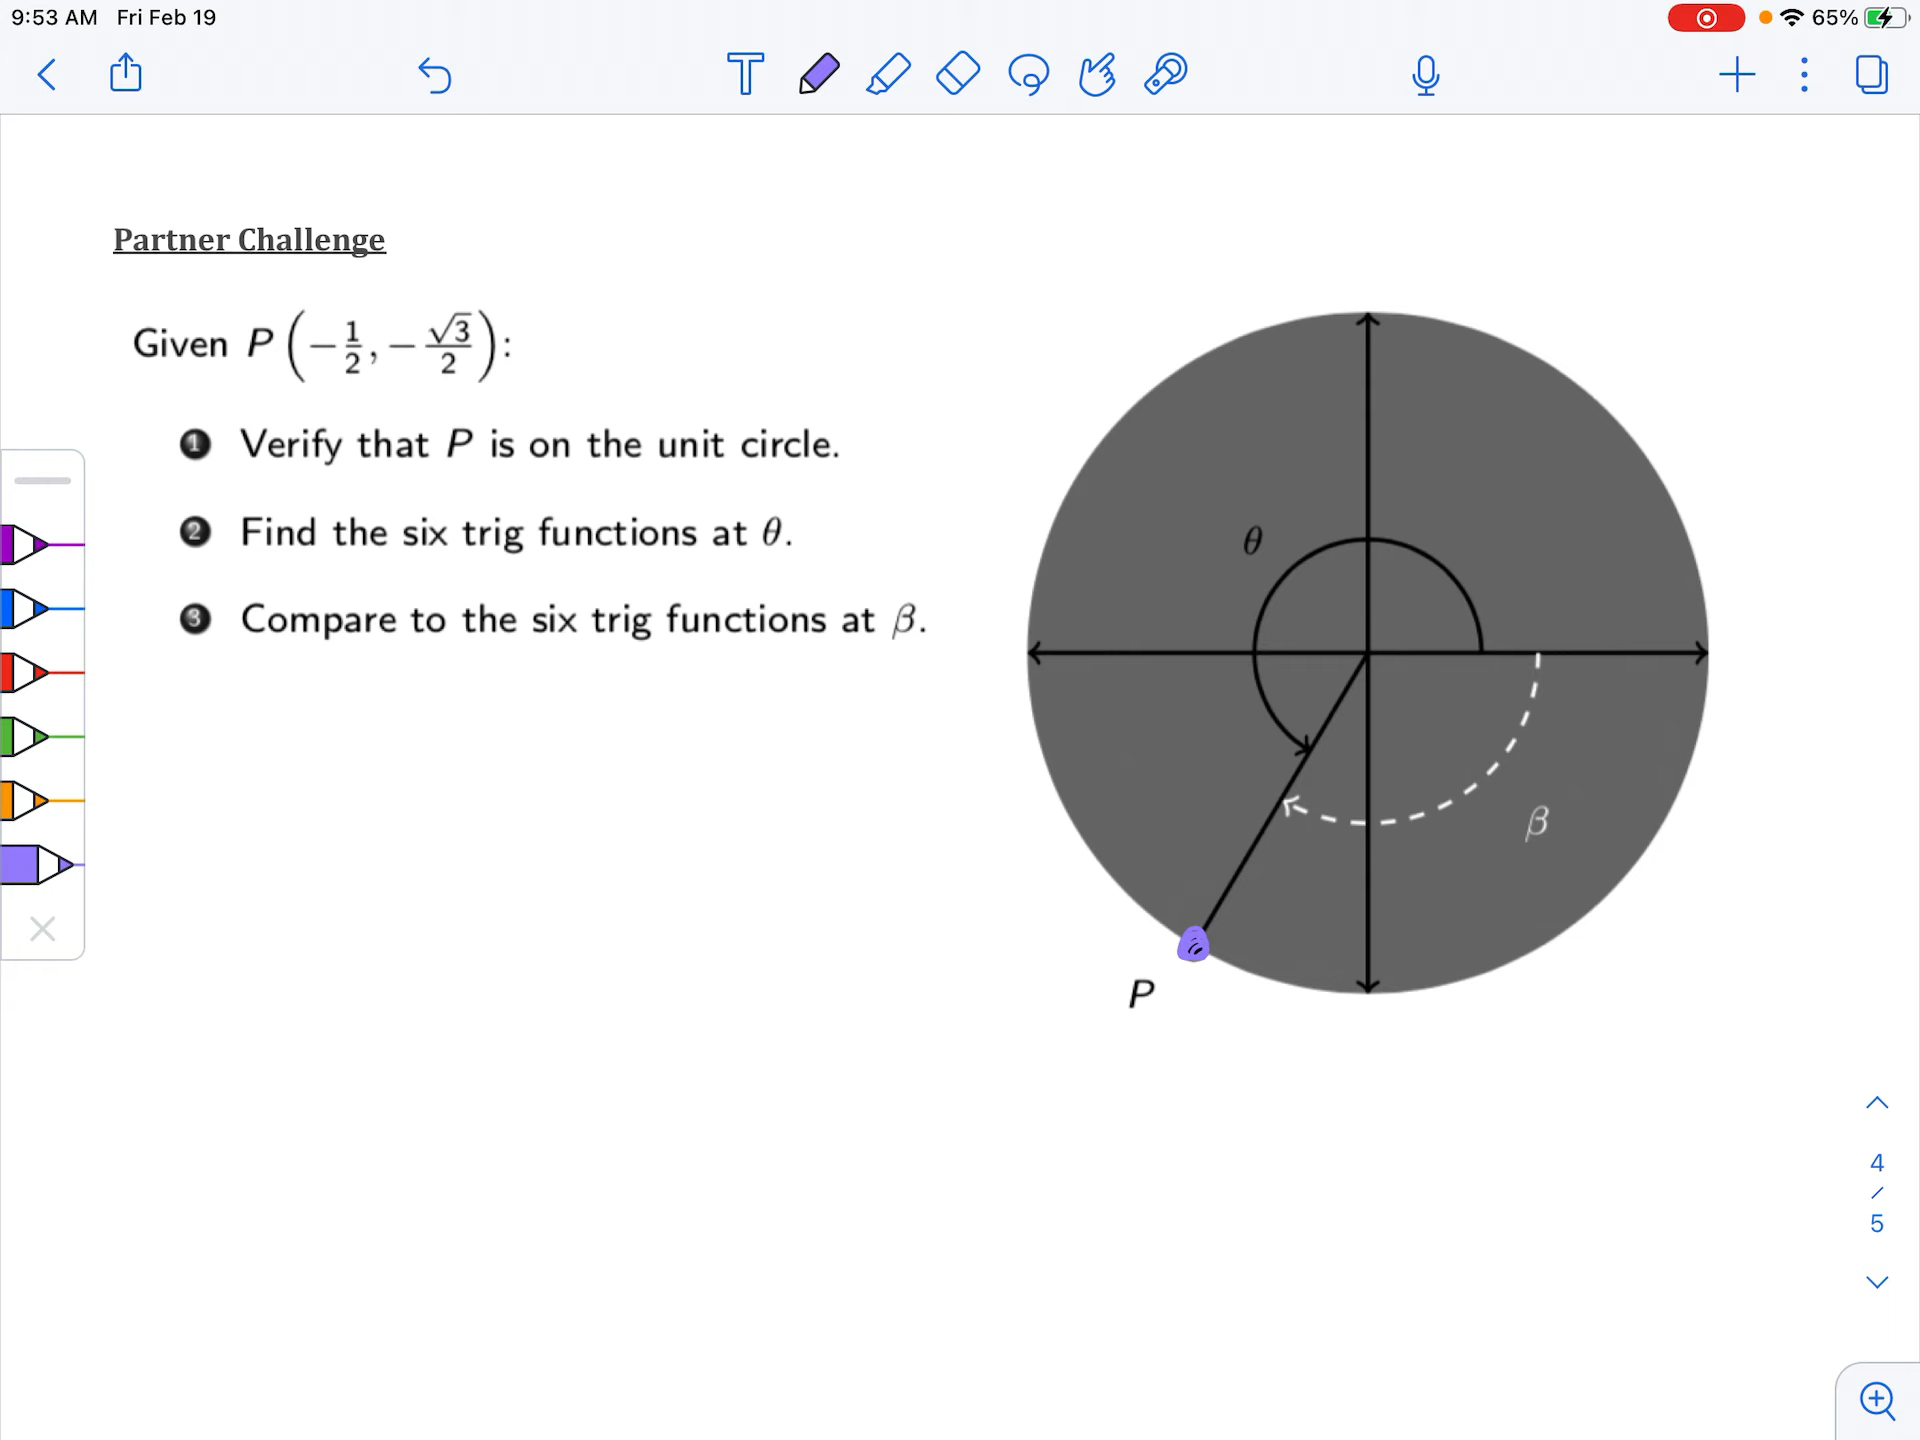 9:53 AM Fri Feb 19
65%
T
Partner Challenge
Given P (−1/2, −√3/2):
1 Verify that P is on the unit circle.
2 Find the six trig functions at θ.
3 Compare to the six trig functions at β.
θ
β
P
4
/
5